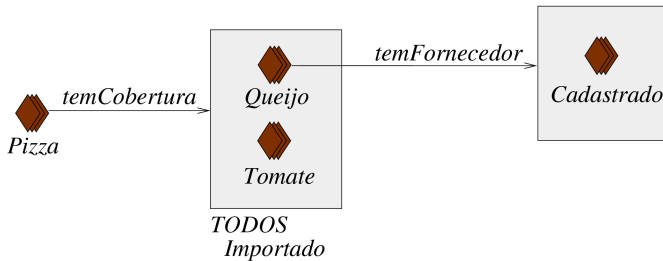 temFornecedor
temCobertura
Queijo
Cadastrado
Pizza
Tomate
TODOS
Importado